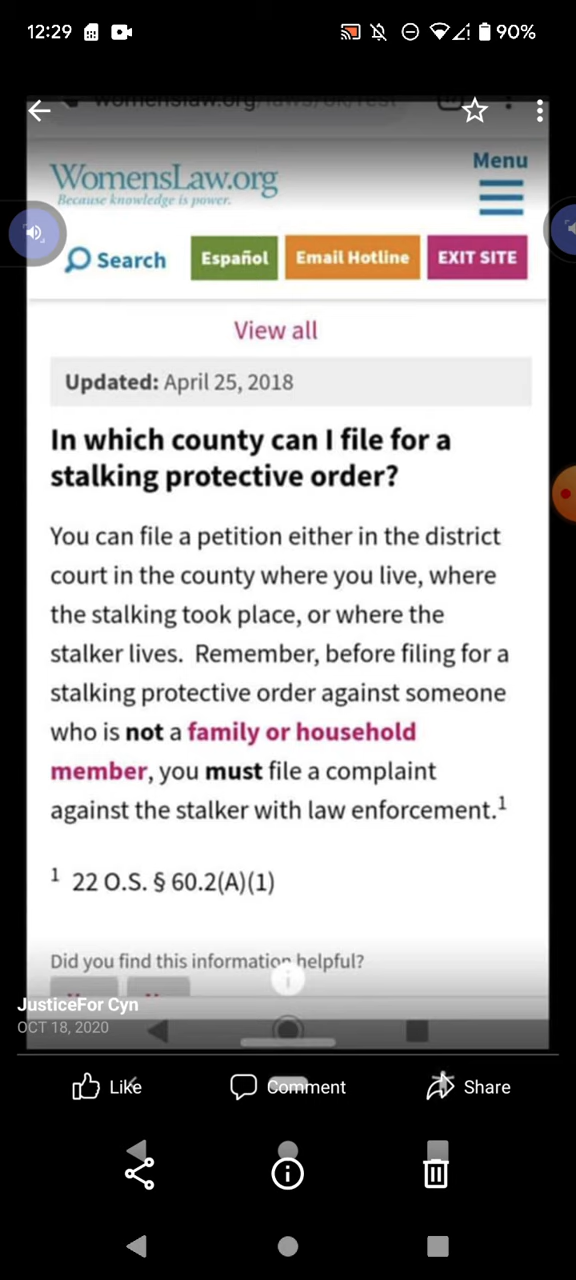 12:29
90%
womenslaw.org/laws/ok/rest
WomensLaw.org
Because knowledge is power.
Menu
Search
Español
Email Hotline
EXIT SITE
View all
Updated: April 25, 2018
In which county can I file for a
stalking protective order?
You can file a petition either in the district
court in the county where you live, where
the stalking took place, or where the
stalker lives. Remember, before filing for a
stalking protective order against someone
who is not a family or household
member, you must file a complaint
against the stalker with law enforcement.1
1 22 O.S. § 60.2(A)(1)
Did you find this information helpful?
JusticeFor Cyn
OCT 18, 2020
Like
Comment
Share